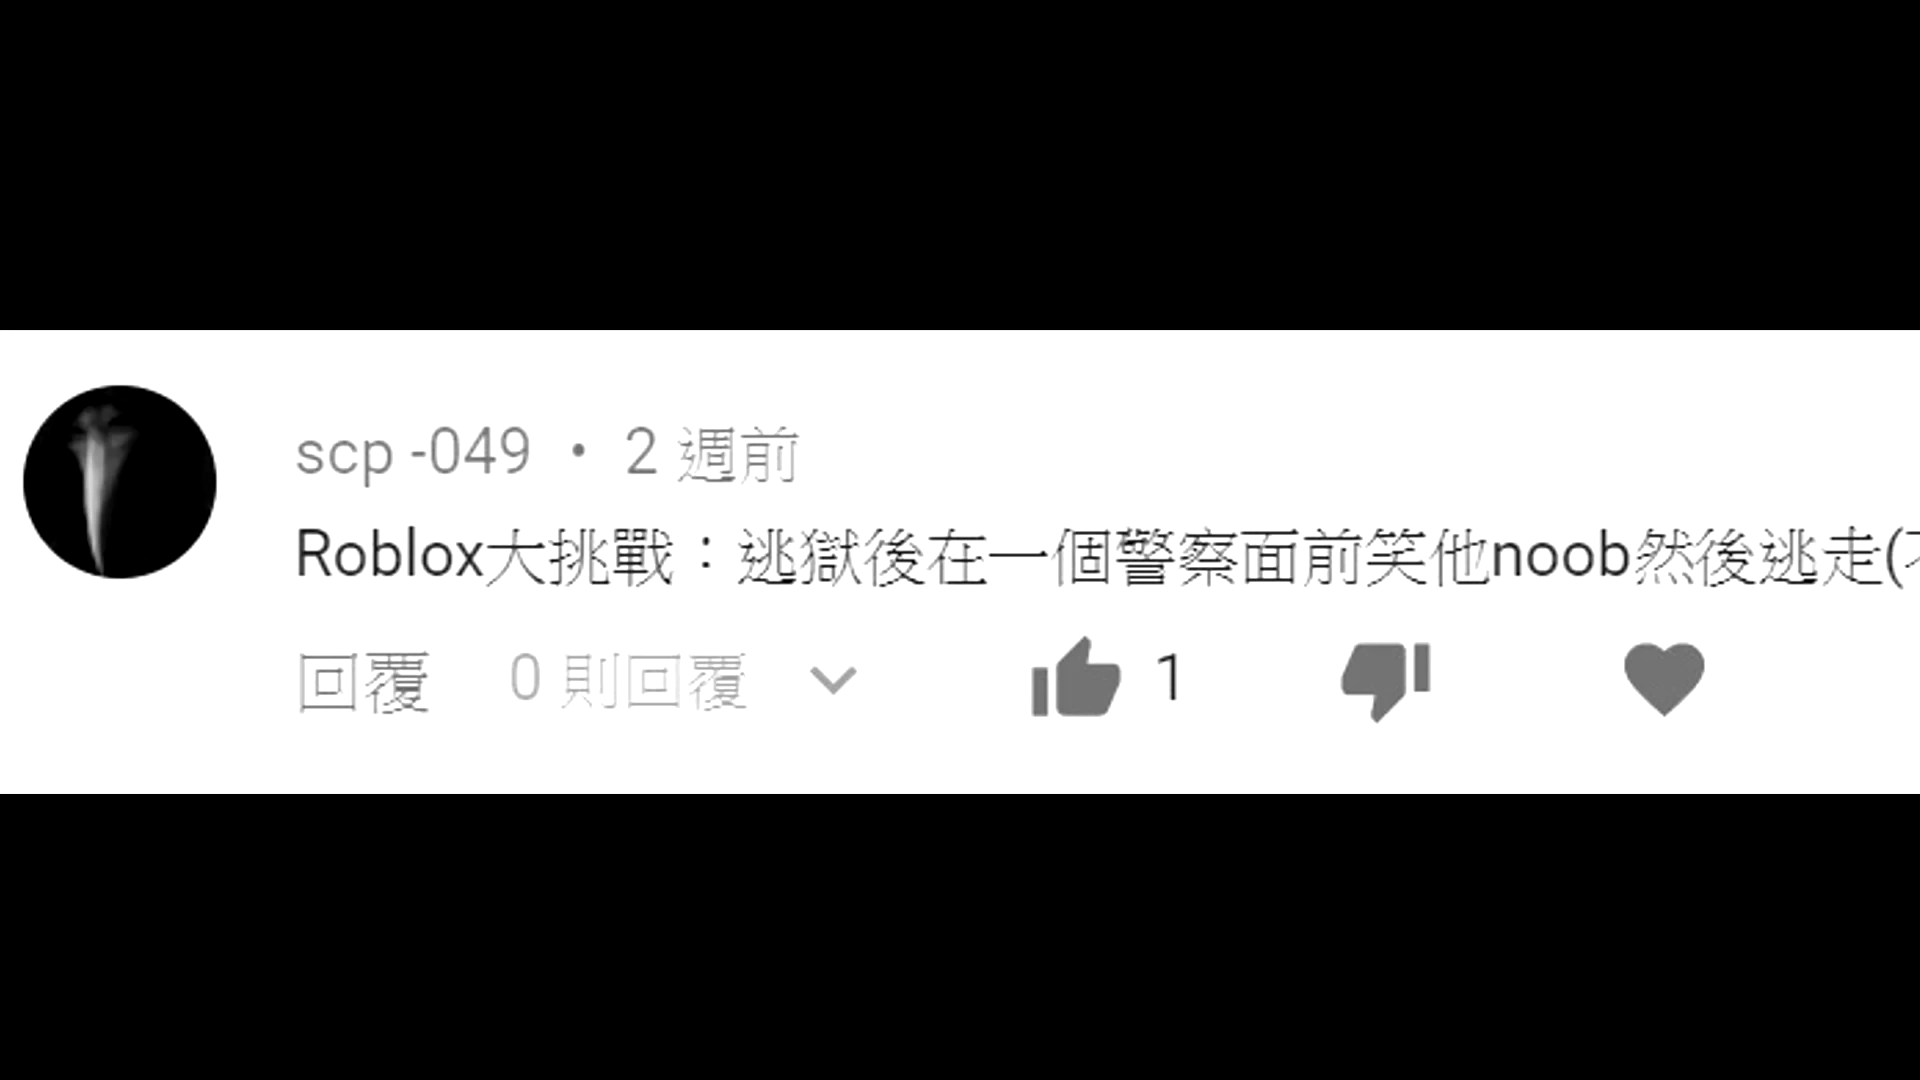 scp -049 • 2 週前
Roblox大挑戰：逃獄後在一個警察面前笑他noob然後逃走(
回覆 0 則回覆 1